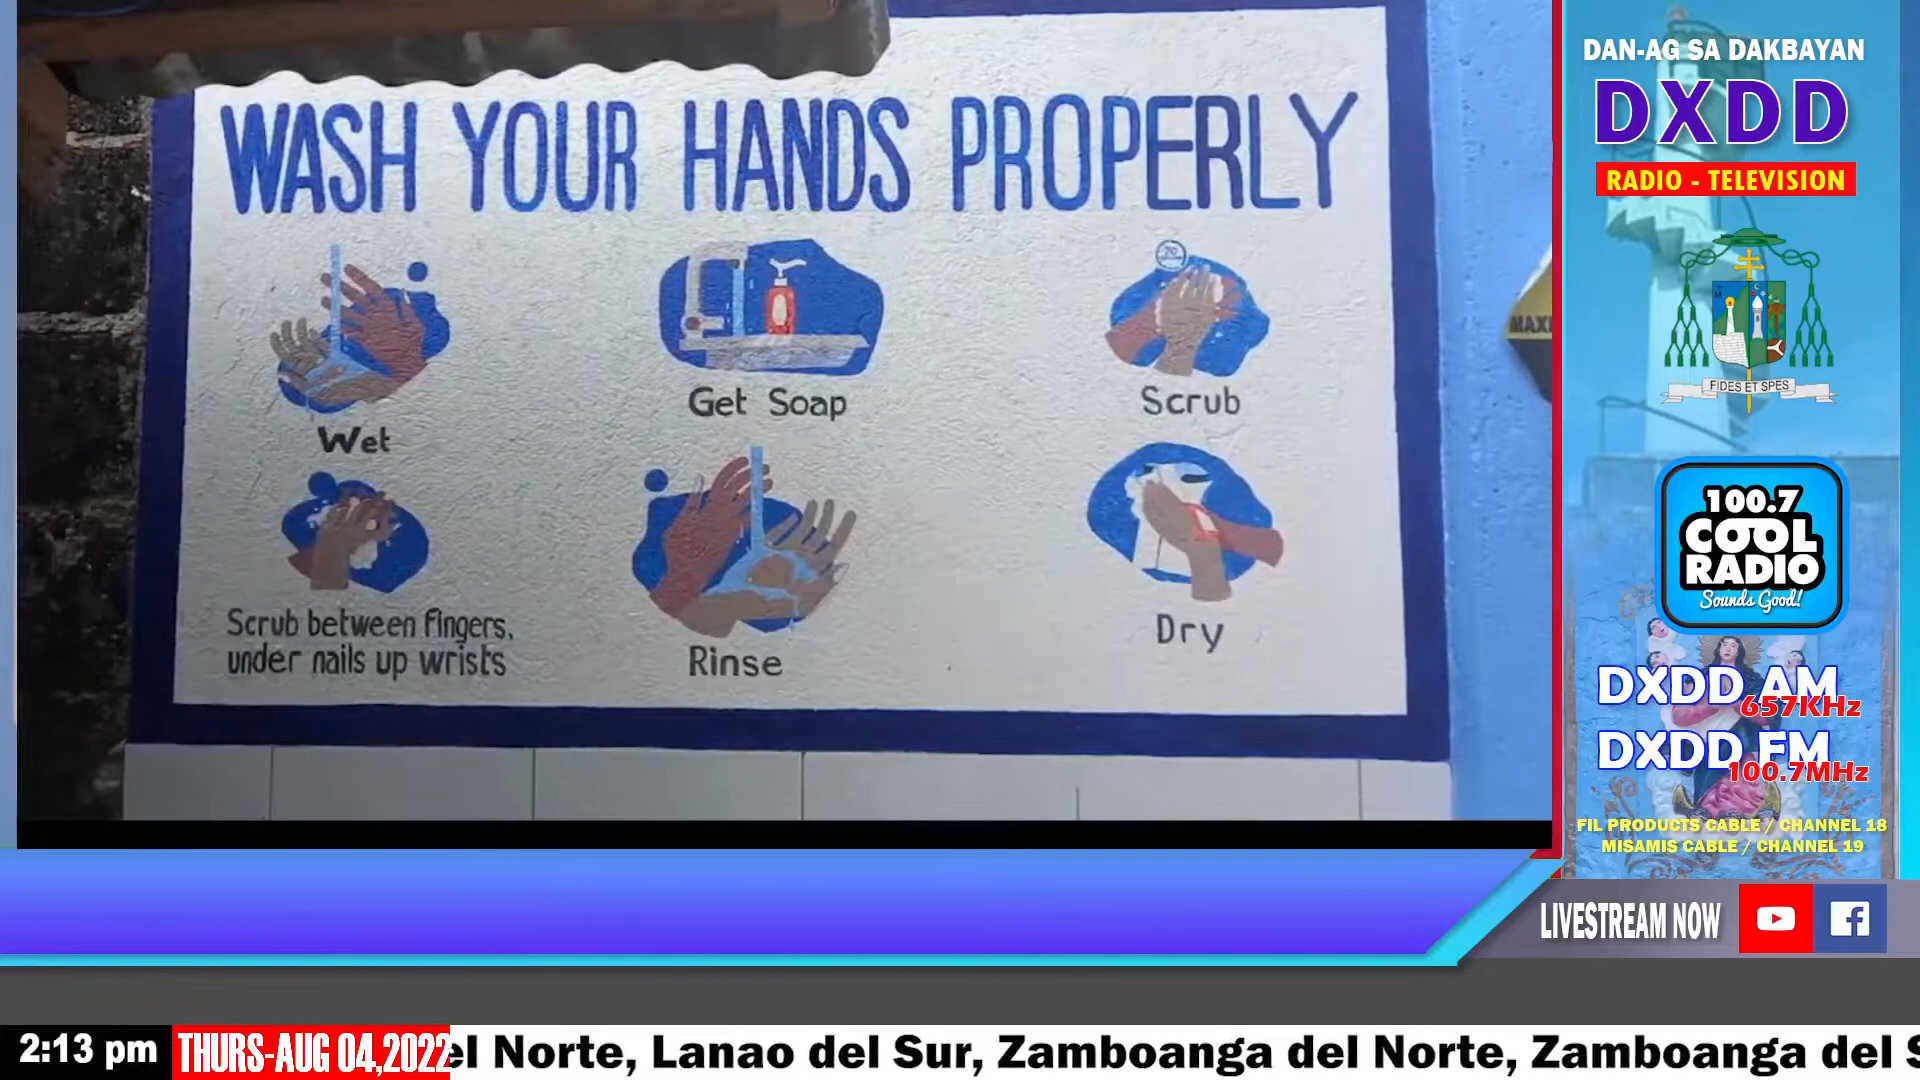 WASH YOUR HANDS PROPERLY
Wet
Get Soap
Scrub
Scrub between fingers,
under nails up wrists
Rinse
Dry
DAN-AG SA DAKBAYAN
DXDD
RADIO - TELEVISION
FIDES ET SPES
100.7
COOL
RADIO
Sounds Good!
DXDD AM
657KHz
DXDD FM
100.7MHz
FIL PRODUCTS CABLE / CHANNEL 18
MISAMIS CABLE / CHANNEL 19
LIVESTREAM NOW
2:13 pm THURS-AUG 04,2022 el Norte, Lanao del Sur, Zamboanga del Norte, Zamboanga del S